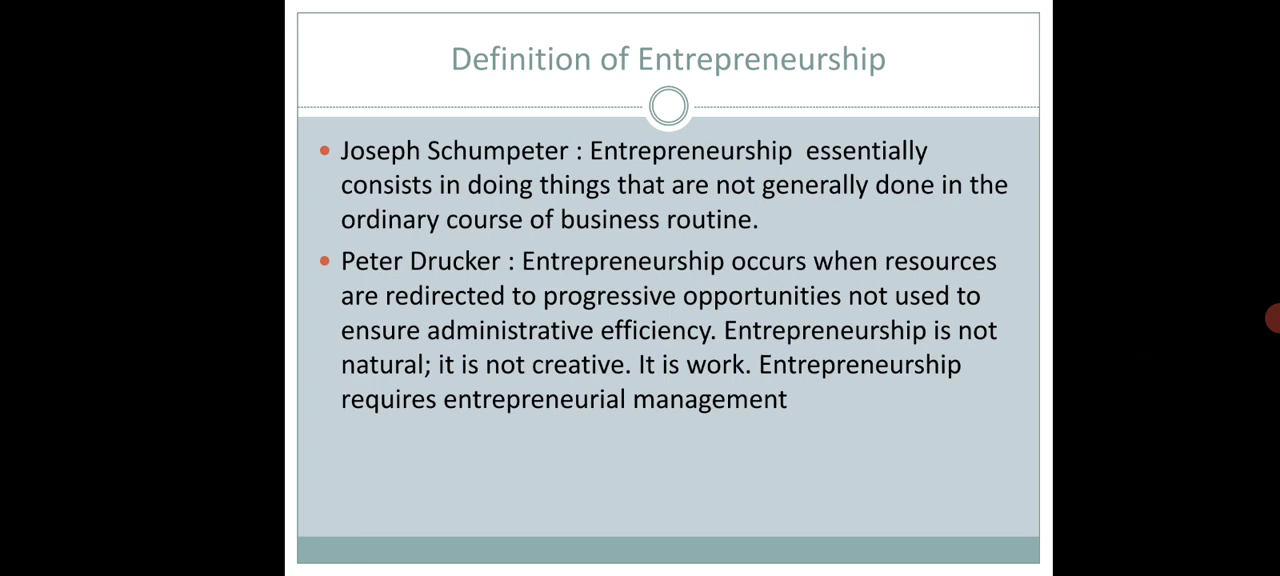 Definition of Entrepreneurship
• Joseph Schumpeter : Entrepreneurship  essentially
consists in doing things that are not generally done in the
ordinary course of business routine.
• Peter Drucker : Entrepreneurship occurs when resources
are redirected to progressive opportunities not used to
ensure administrative efficiency. Entrepreneurship is not
natural; it is not creative. It is work. Entrepreneurship
requires entrepreneurial management